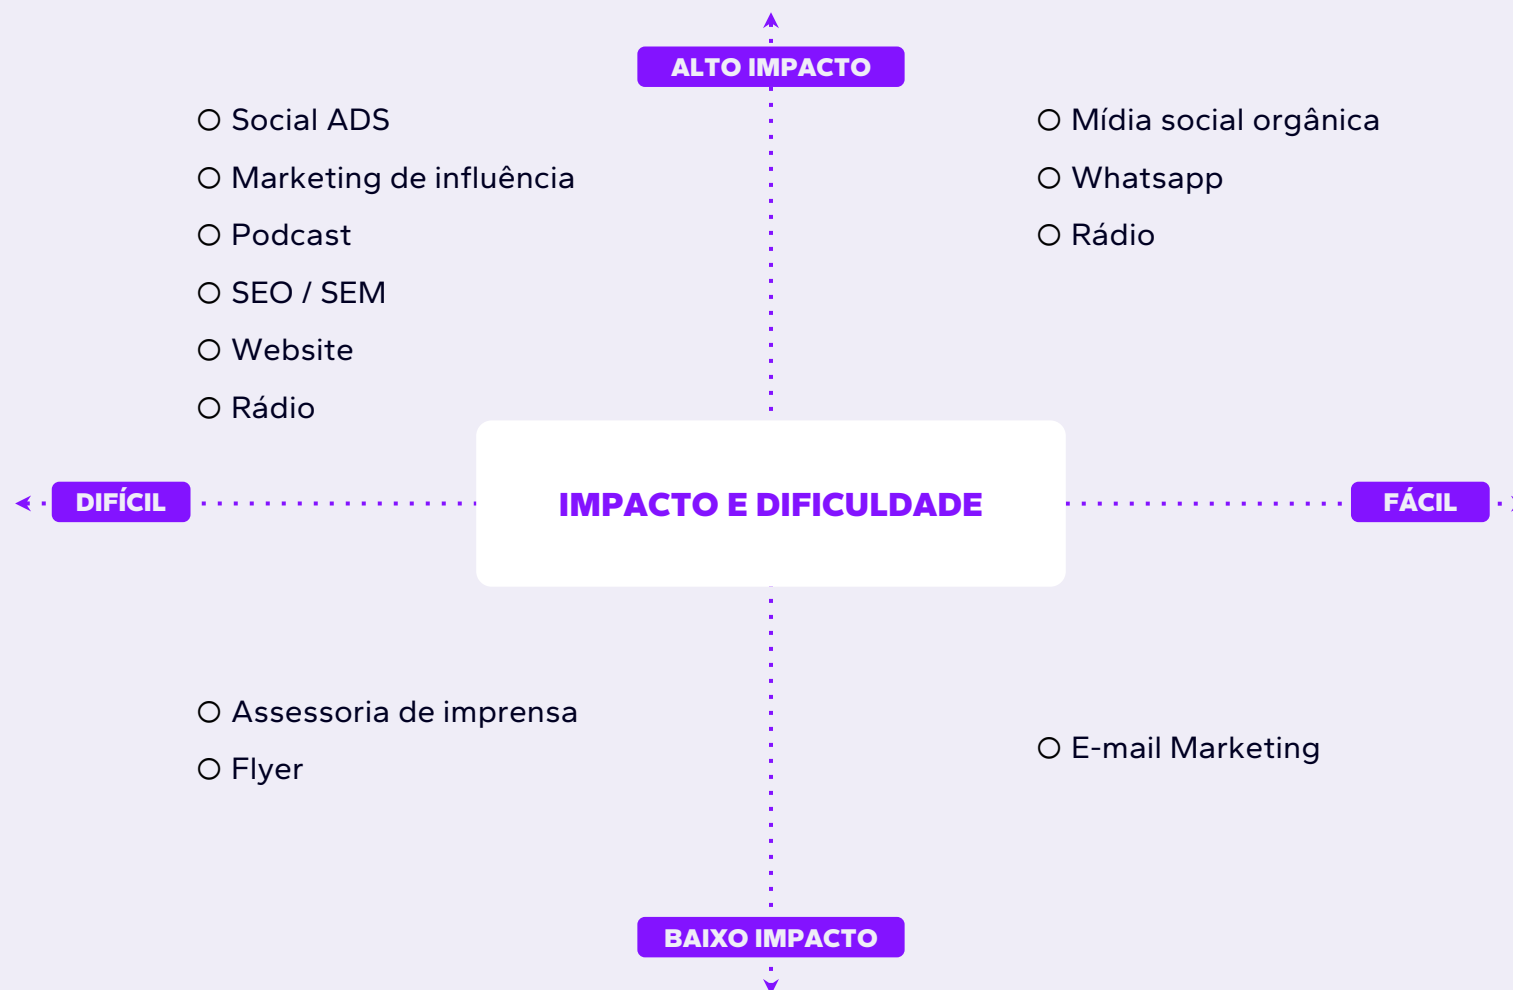 ALTO IMPACTO
Social ADS
Marketing de influência
Podcast
SEO / SEM
Website
Rádio
Mídia social orgânica
Whatsapp
Rádio
DIFÍCIL
IMPACTO E DIFICULDADE
FÁCIL
Assessoria de imprensa
Flyer
E-mail Marketing
BAIXO IMPACTO